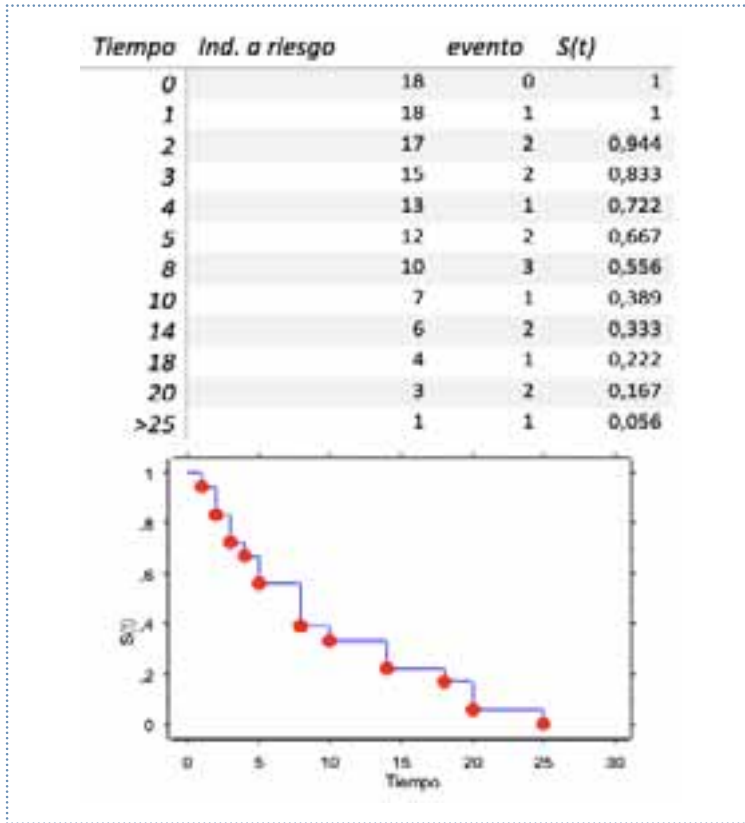 Tiempo Ind. a riesgo evento S(t)
0 18 0 1
1 18 1 1
2 17 2 0,944
3 15 2 0,833
4 13 1 0,722
5 12 2 0,667
8 10 3 0,556
10 7 1 0,389
14 6 2 0,333
18 4 1 0,222
20 3 2 0,167
>25 1 1 0,056
1
,8
,6
,4
,2
0
S(t)
0 5 10 15 20 25 30
Tiempo